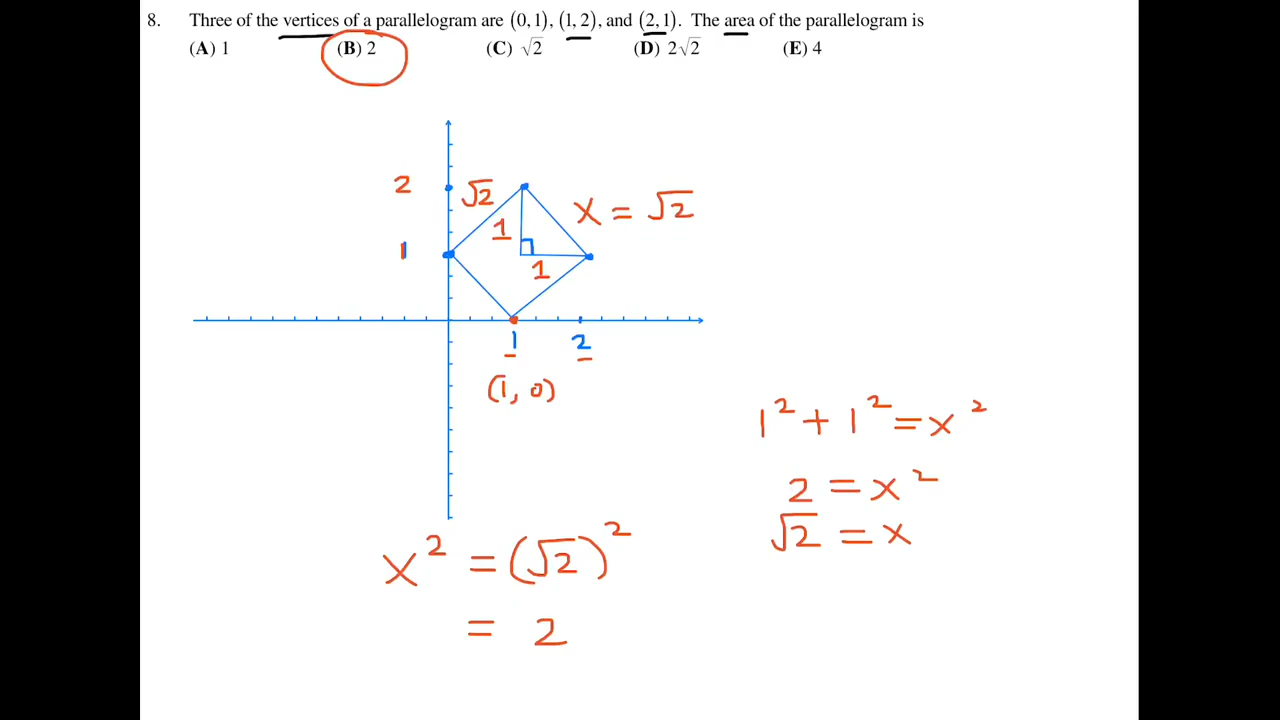 8. Three of the vertices of a parallelogram are (0, 1), (1, 2), and (2, 1). The area of the parallelogram is
(A) 1 (B) 2 (C) √2 (D) 2√2 (E) 4
2 √2
x = √2
1
1 1
1 2
(1, 0)
1² + 1² = x²
2 = x²
√2 = x
x² = (√2)²
= 2